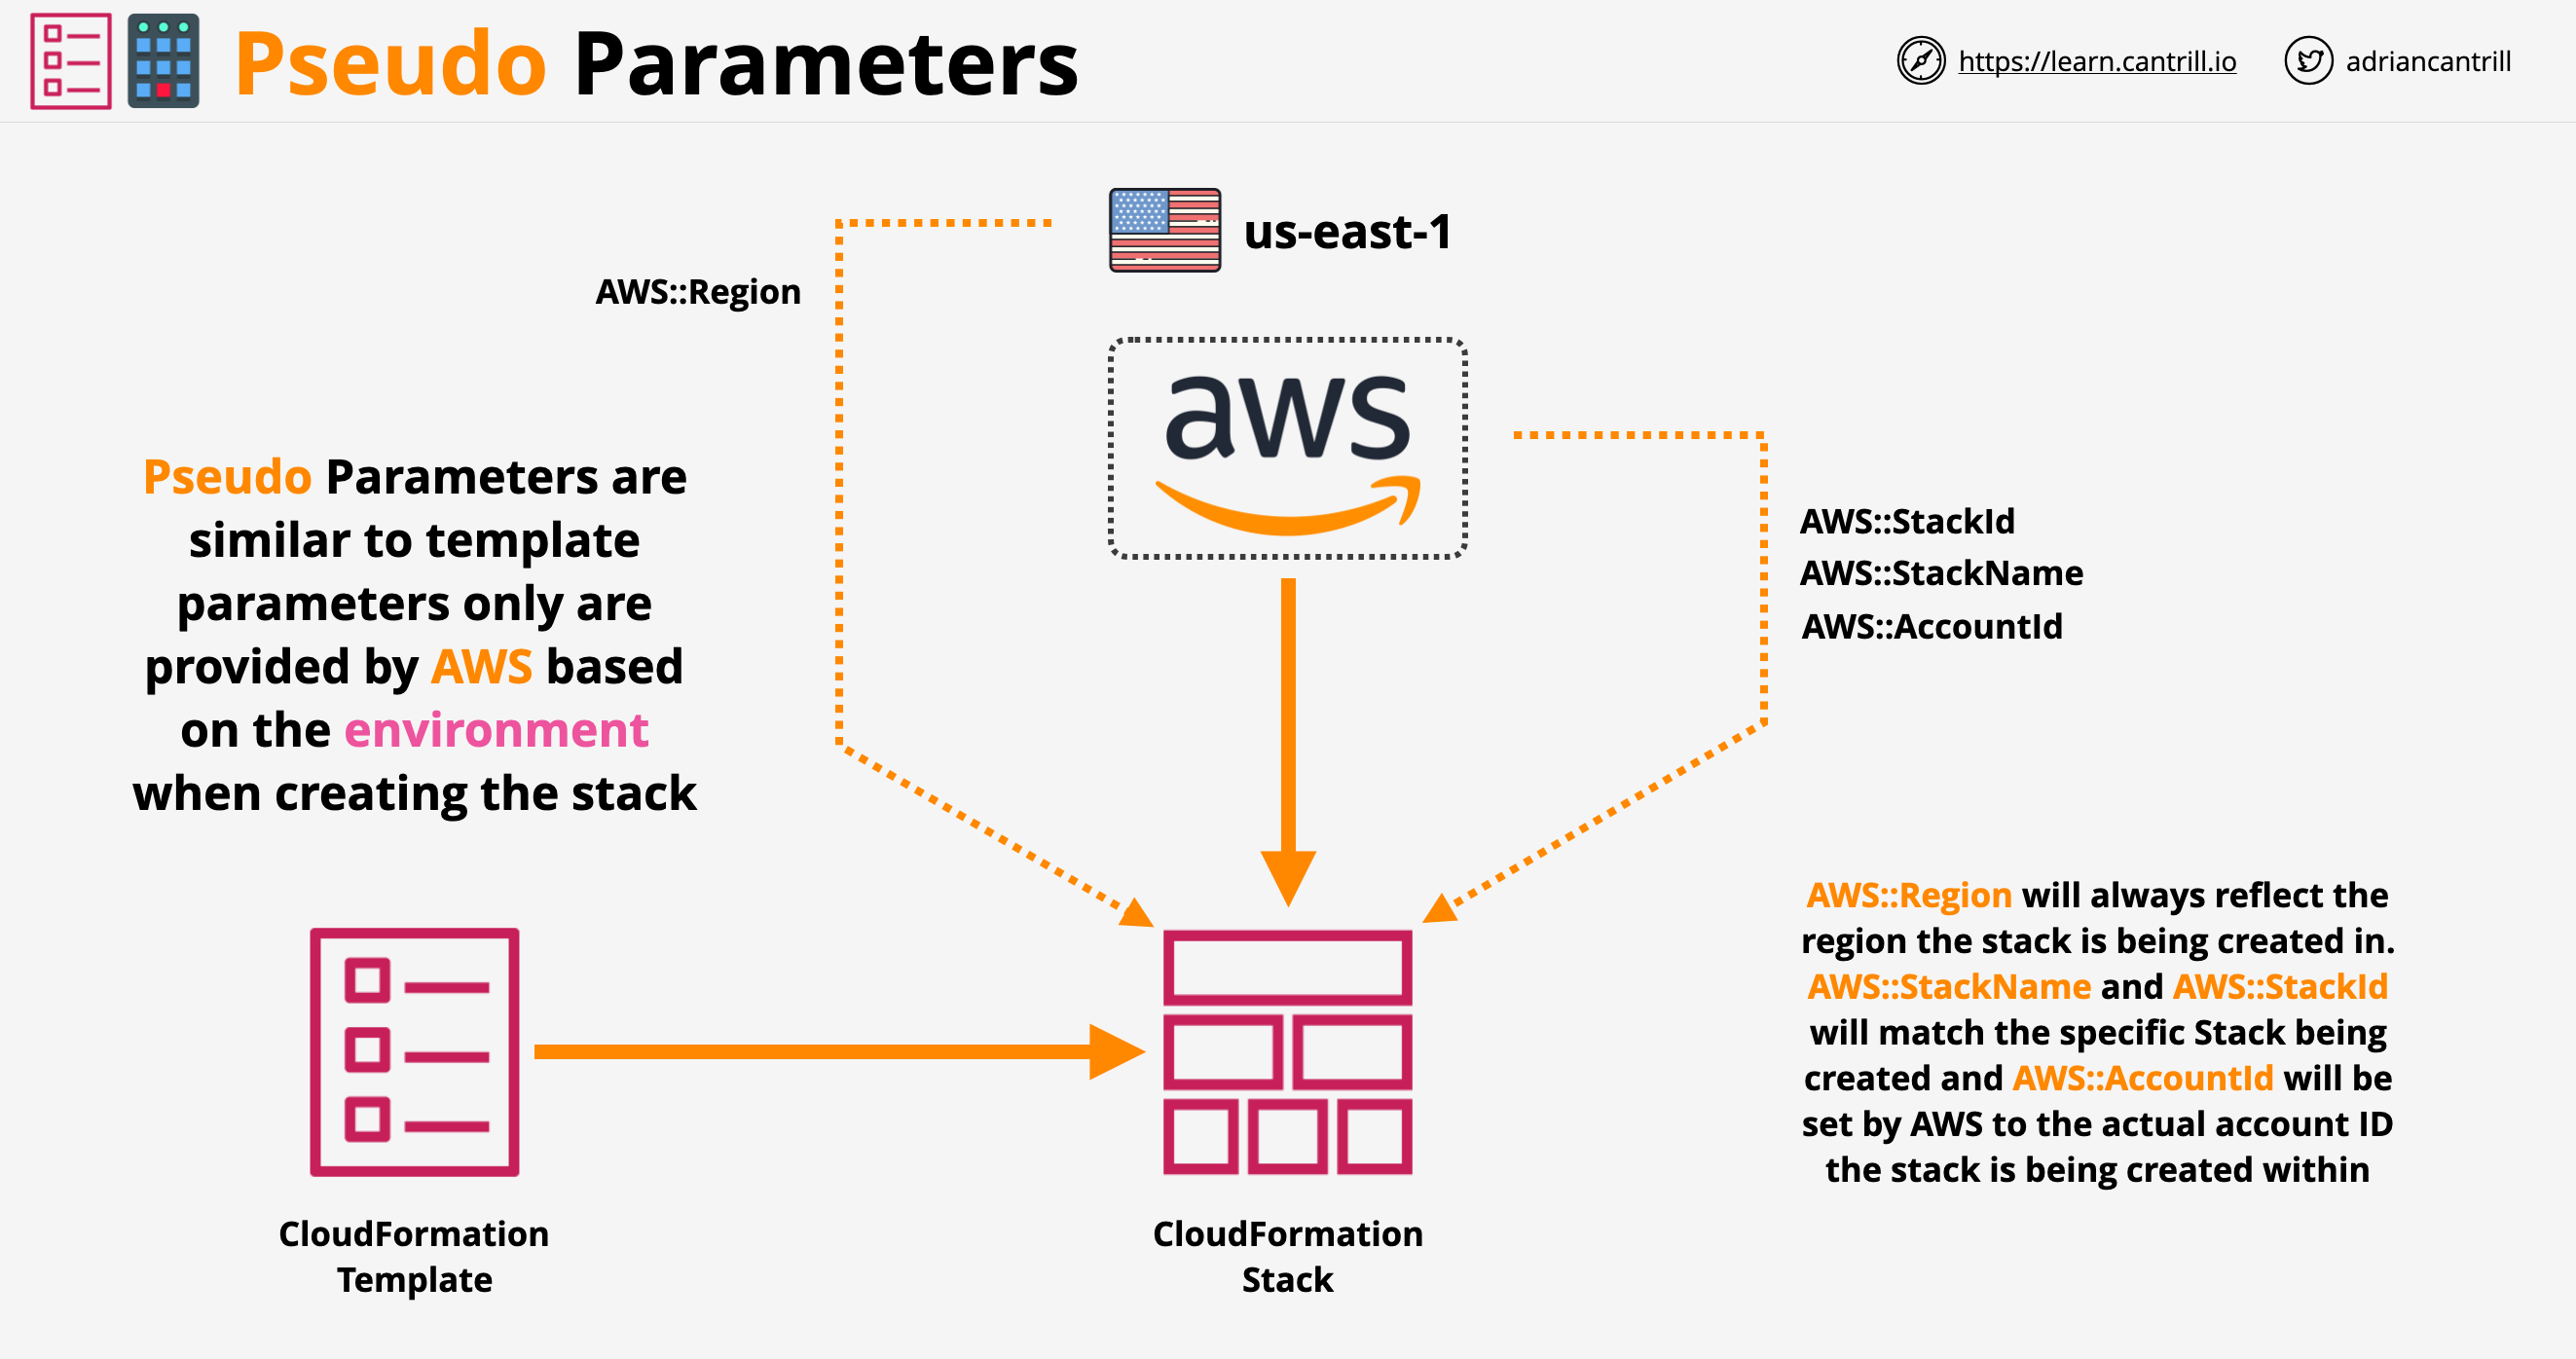 Pseudo Parameters
https://learn.cantrill.io
adriancantrill
us-east-1
AWS::Region
aws
Pseudo Parameters are
similar to template
parameters only are
provided by AWS based
on the environment
when creating the stack
AWS::StackId
AWS::StackName
AWS::AccountId
AWS::Region will always reflect the
region the stack is being created in.
AWS::StackName and AWS::StackId
will match the specific Stack being
created and AWS::AccountId will be
set by AWS to the actual account ID
the stack is being created within
CloudFormation
Template
CloudFormation
Stack